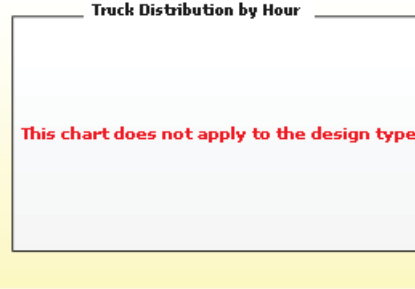 Truck Distribution by Hour
This chart does not apply to the design type